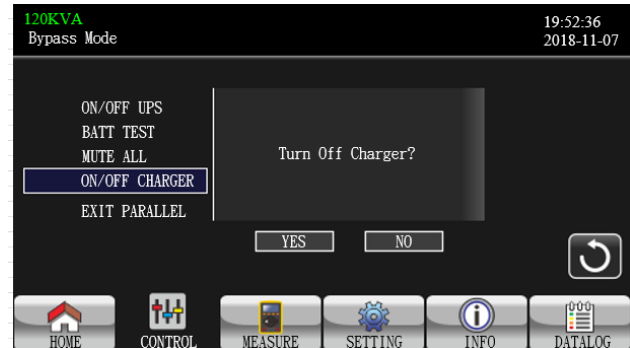 120KVA
Bypass Mode
19:52:36
2018-11-07
ON/OFF UPS
BATT TEST
MUTE ALL
ON/OFF CHARGER
EXIT PARALLEL
Turn Off Charger?
YES NO
HOME CONTROL MEASURE SETTING INFO DATALOG